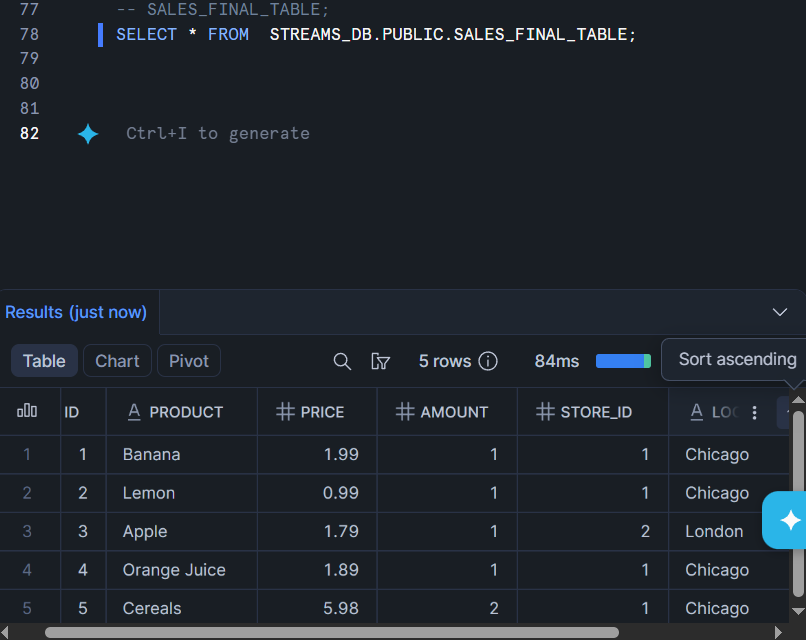 77 -- SALES_FINAL_TABLE;
78 SELECT * FROM  STREAMS_DB.PUBLIC.SALES_FINAL_TABLE;
79
80
81
82 Ctrl+I to generate
Results (just now)
Table Chart Pivot 5 rows 84ms Sort ascending
ID A PRODUCT # PRICE # AMOUNT # STORE_ID A LOC
1 1 Banana 1.99 1 1 Chicago
2 2 Lemon 0.99 1 1 Chicago
3 3 Apple 1.79 1 2 London
4 4 Orange Juice 1.89 1 1 Chicago
5 5 Cereals 5.98 2 1 Chicago